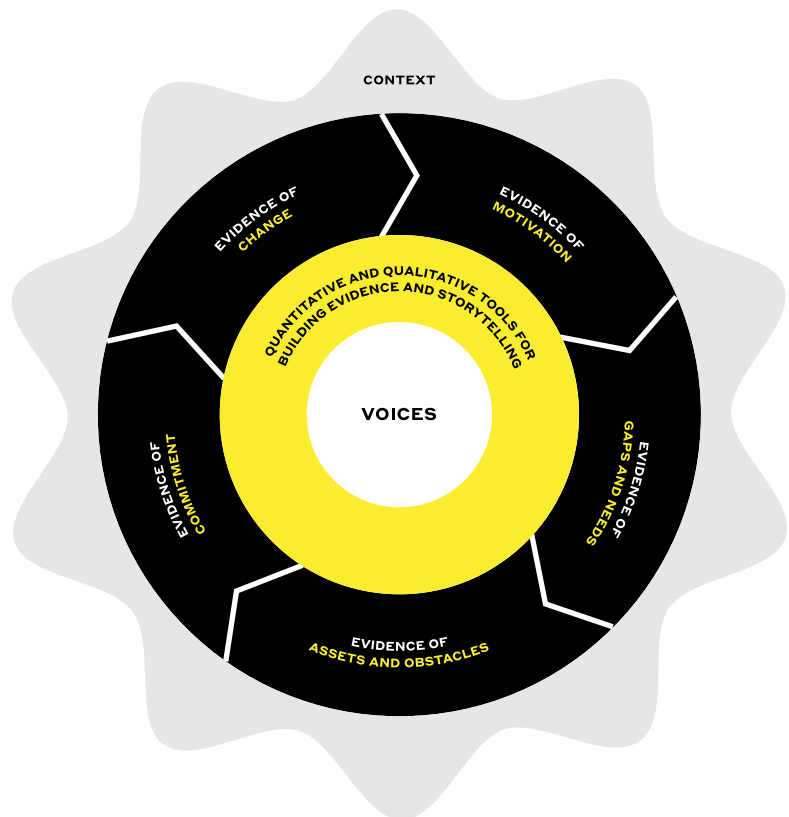 CONTEXT
EVIDENCE OF
CHANGE
EVIDENCE OF
MOTIVATION
QUANTITATIVE AND QUALITATIVE TOOLS FOR
BUILDING EVIDENCE AND STORYTELLING
VOICES
EVIDENCE OF
COMMITMENT
EVIDENCE OF
GAPS AND NEEDS
EVIDENCE OF
ASSETS AND OBSTACLES